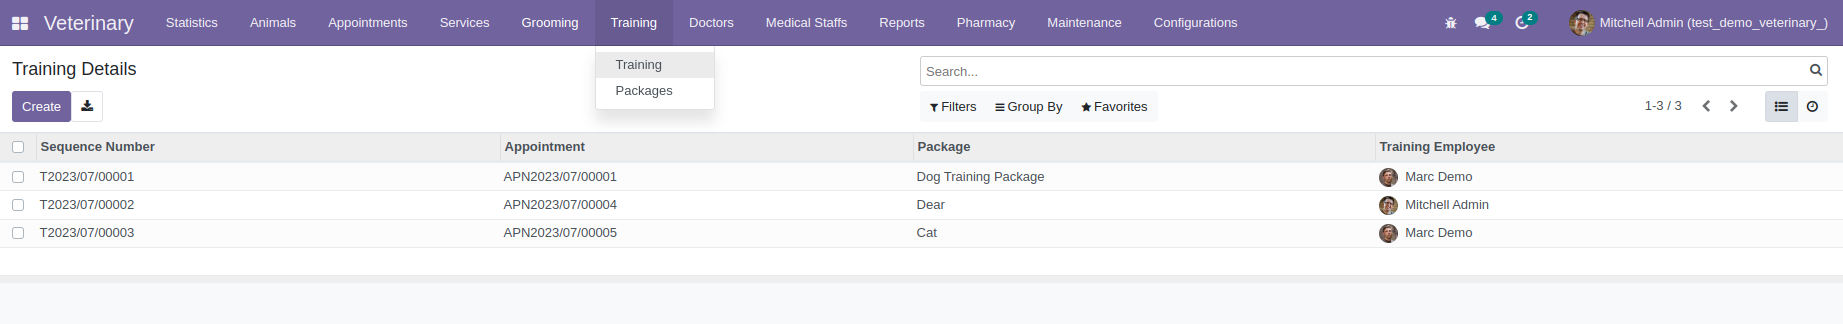 Veterinary Statistics Animals Appointments Services Grooming Training Doctors Medical Staffs Reports Pharmacy Maintenance Configurations 4 2 Mitchell Admin (test_demo_veterinary_)
Training Details
Training
Packages
Search...
Create
Filters Group By Favorites 1-3 / 3
Sequence Number Appointment Package Training Employee
T2023/07/00001 APN2023/07/00001 Dog Training Package Marc Demo
T2023/07/00002 APN2023/07/00004 Dear Mitchell Admin
T2023/07/00003 APN2023/07/00005 Cat Marc Demo